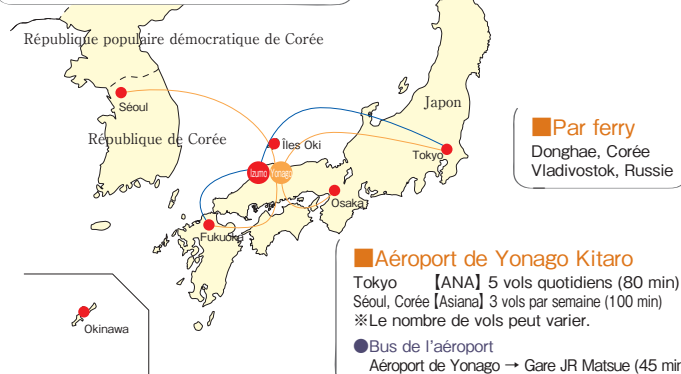 République populaire démocratique de Corée
Séoul
Japon
République de Corée
Îles Oki
Tokyo
Izumo
Yonago
Osaka
Fukuoka
Okinawa
■Par ferry
Donghae, Corée
Vladivostok, Russie
■Aéroport de Yonago Kitaro
Tokyo 【ANA】 5 vols quotidiens (80 min)
Séoul, Corée【Asiana】3 vols par semaine (100 min)
※Le nombre de vols peut varier.
●Bus de l'aéroport
Aéroport de Yonago → Gare JR Matsue (45 min